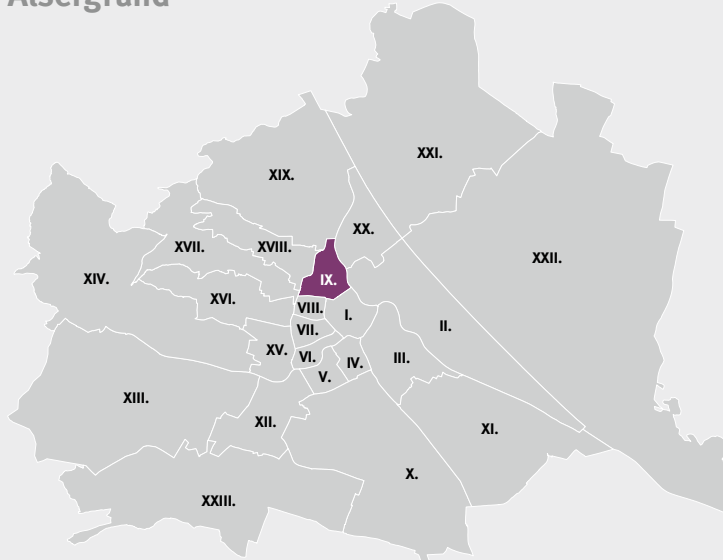 Alsergrund
XXI.
XIX.
XX.
XVII.
XVIII.
XXII.
XIV.
IX.
XVI.
VIII.
I.
II.
VII.
XV.
VI.
IV.
III.
V.
XIII.
XII.
XI.
X.
XXIII.